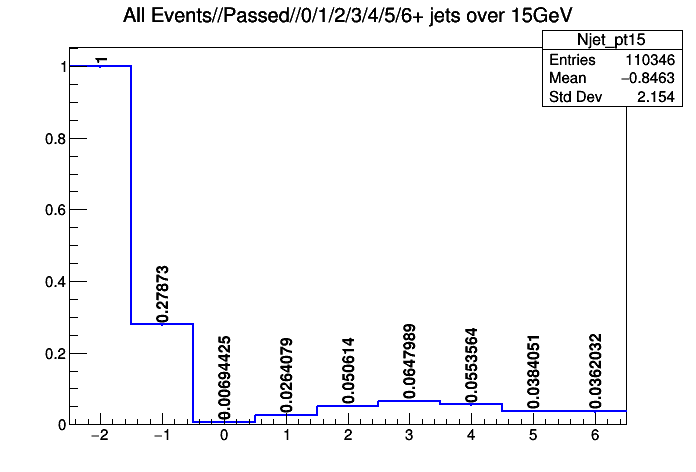 All Events//Passed//0/1/2/3/4/5/6+ jets over 15GeV
Njet_pt15
Entries 110346
Mean −0.8463
Std Dev 2.154
1
0.8
0.6
0.4
0.2
0
1
0.27873
0.00694425
0.0264079
0.050614
0.0647989
0.0553564
0.0384051
0.0362032
−2 −1 0 1 2 3 4 5 6